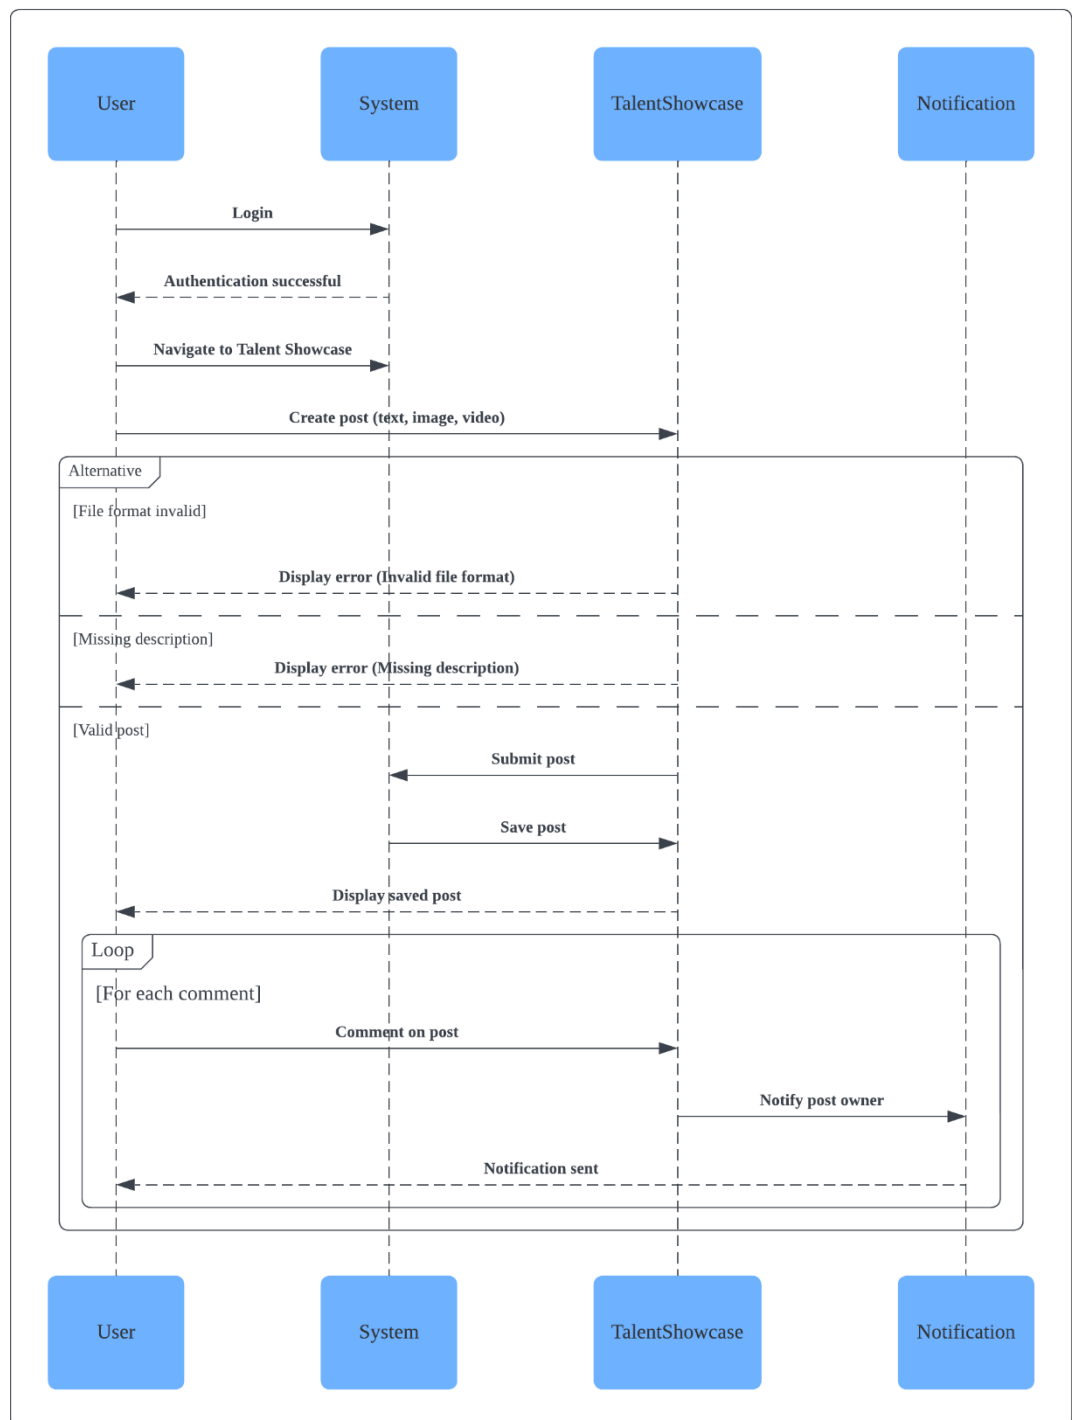 User
System
TalentShowcase
Notification
Login
Authentication successful
Navigate to Talent Showcase
Create post (text, image, video)
Alternative
[File format invalid]
Display error (Invalid file format)
[Missing description]
Display error (Missing description)
[Valid post]
Submit post
Save post
Display saved post
Loop
[For each comment]
Comment on post
Notify post owner
Notification sent
User
System
TalentShowcase
Notification